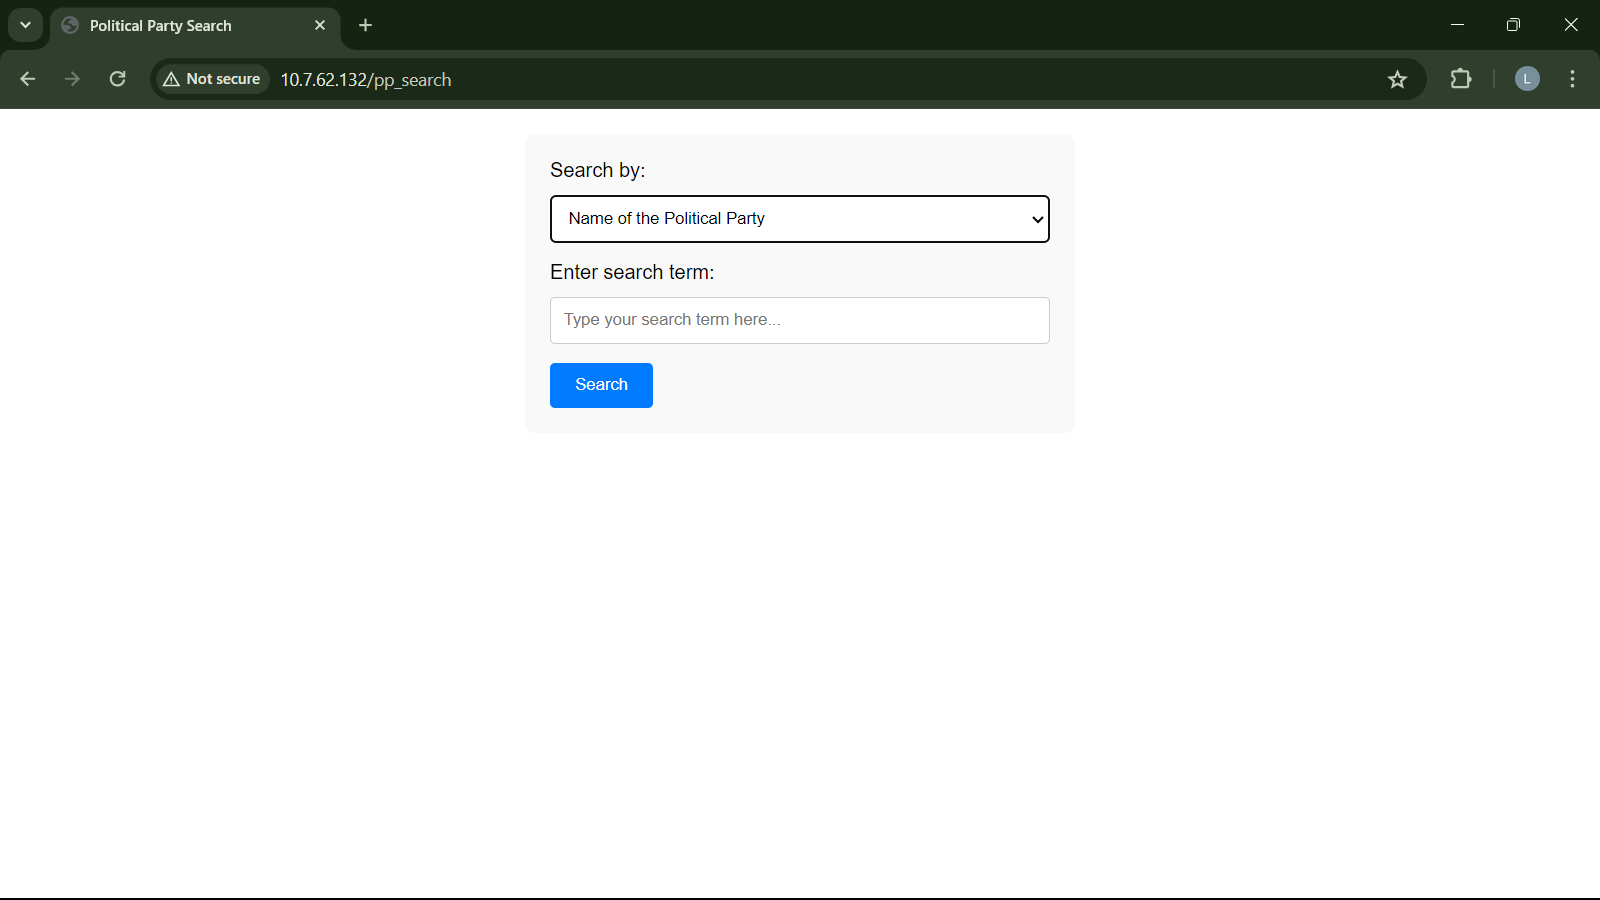 Political Party Search
Not secure
10.7.62.132/pp_search
L
Search by:
Name of the Political Party
Enter search term:
Type your search term here...
Search